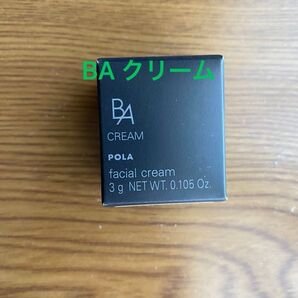 BA クリーム
BA
CREAM
POLA
facial cream
3 g NET WT. 0.105 Oz.